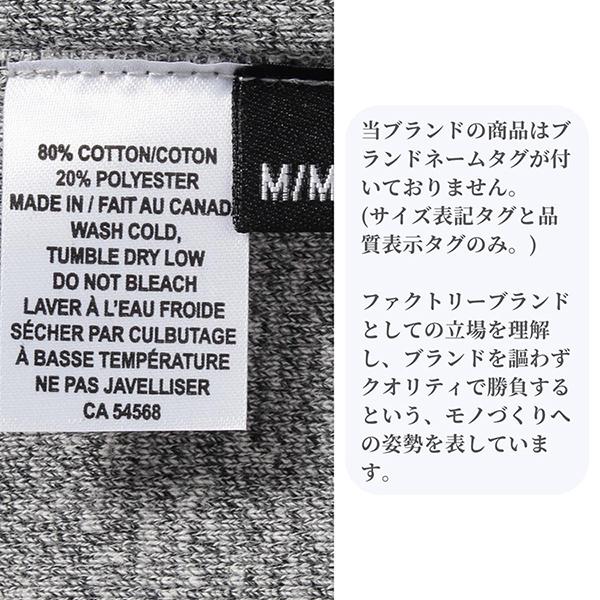 80% COTTON/COTON
20% POLYESTER
MADE IN / FAIT AU CANAD
WASH COLD,
TUMBLE DRY LOW
DO NOT BLEACH
LAVER À L'EAU FROIDE
SÉCHER PAR CULBUTAGE
À BASSE TEMPÉRATURE
NE PAS JAVELLISER
CA 54568
M/M
当ブランドの商品はブ
ランドネームタグが付
いておりません。
(サイズ表記タグと品
質表示タグのみ。)
ファクトリーブランド
としての立場を理解
し、ブランドを謳わず
クオリティで勝負する
という、モノづくりへ
の姿勢を表していま
す。